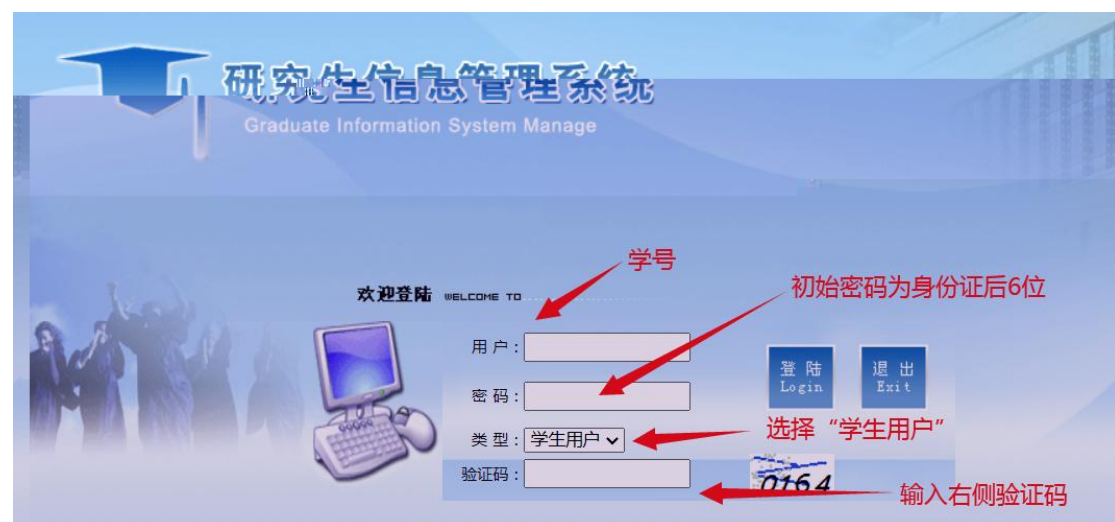 研究生信息管理系统
Graduate Information System Manage
学号
初始密码为身份证后6位
欢迎登陆 WELCOME TO
用 户：
密 码：
登 陆
Login
退 出
Exit
选择“学生用户”
类 型： 学生用户
验证码：
0164
输入右侧验证码